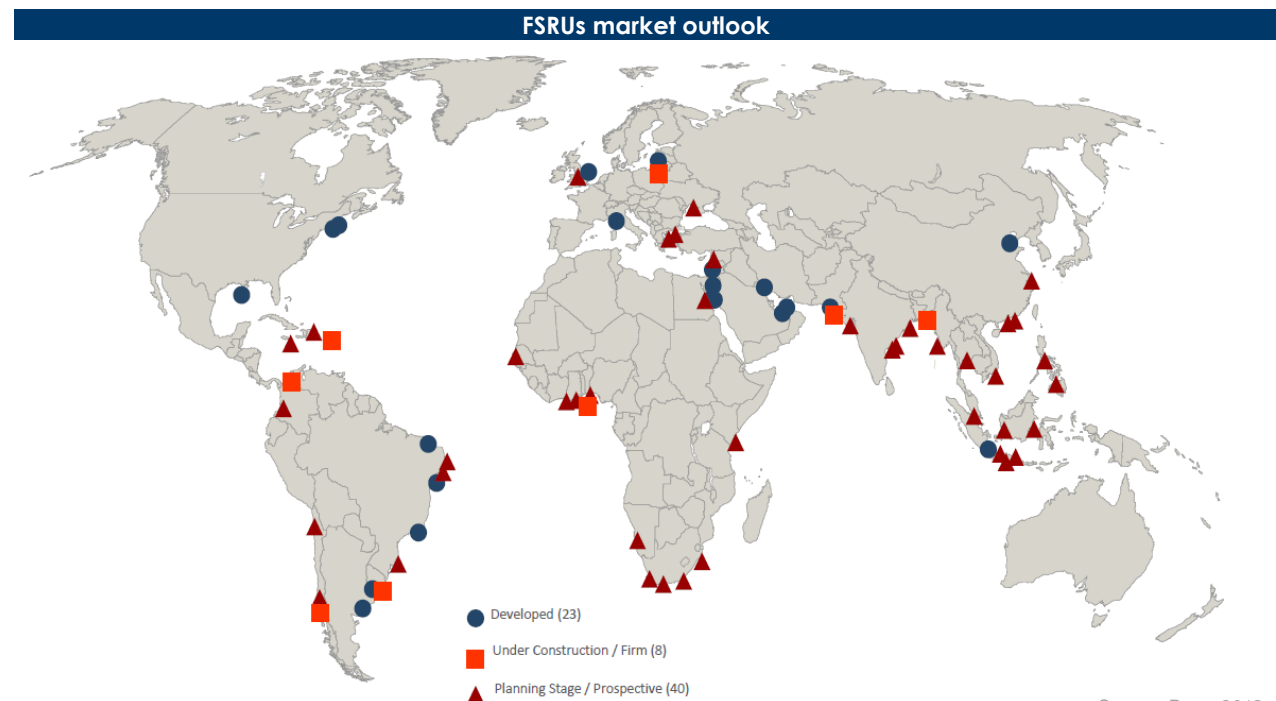 FSRUs market outlook
Developed (23)
Under Construction / Firm (8)
Planning Stage / Prospective (40)